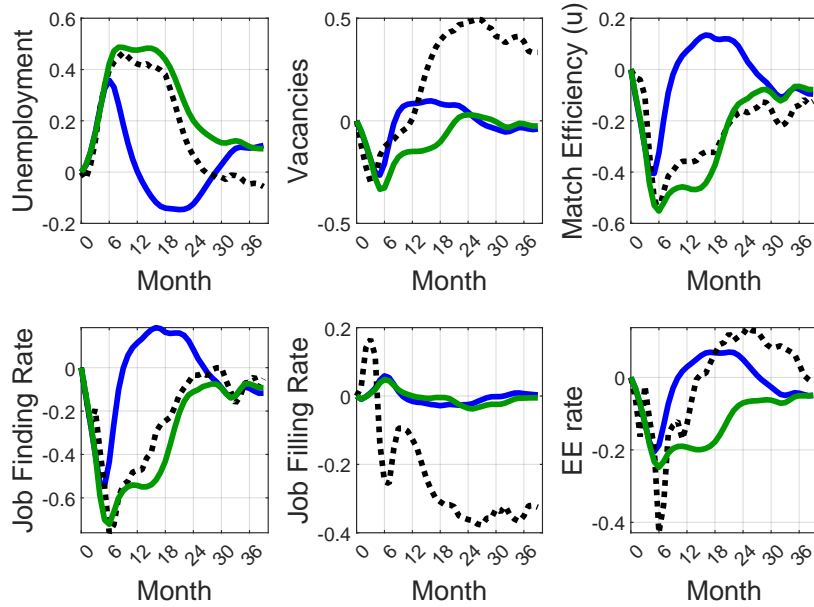 Unemployment
0.6
0.4
0.2
0
-0.2
0 6 12 18 24 30 36
Month
Vacancies
0.5
0
-0.5
0 6 12 18 24 30 36
Month
Match Efficiency (u)
0.2
0
-0.2
-0.4
-0.6
0 6 12 18 24 30 36
Month
Job Finding Rate
0
-0.2
-0.4
-0.6
0 6 12 18 24 30 36
Month
Job Filling Rate
0.2
0
-0.2
-0.4
0 6 12 18 24 30 36
Month
EE rate
0
-0.2
-0.4
0 6 12 18 24 30 36
Month